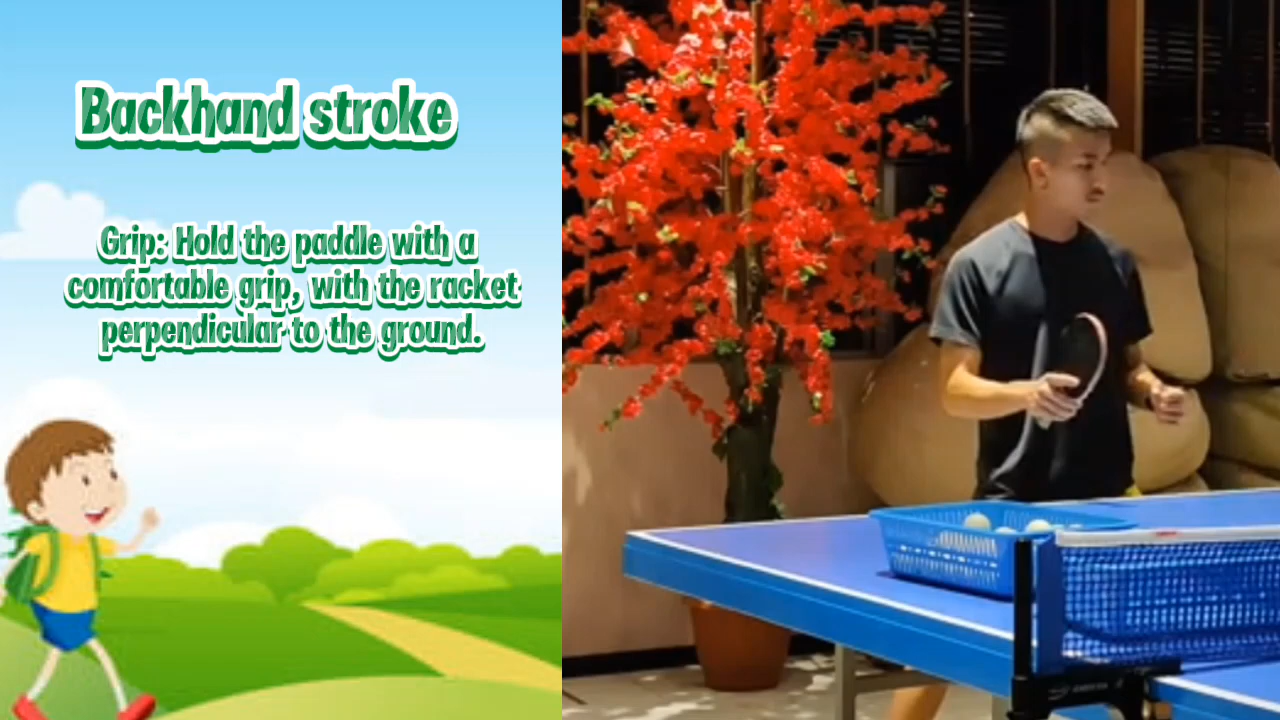 Backhand stroke
Grip: Hold the paddle with a
comfortable grip, with the racket
perpendicular to the ground.